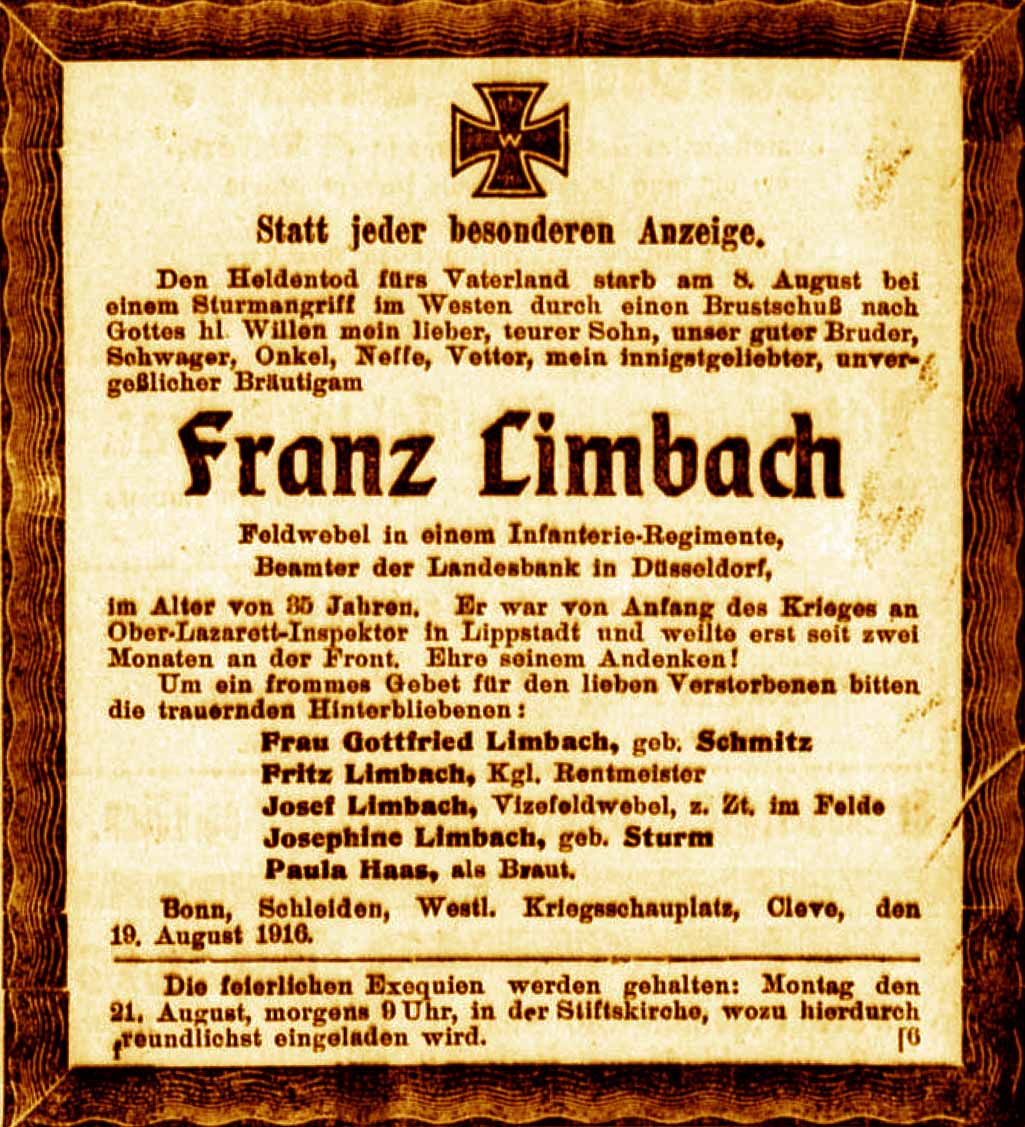 W
Statt jeder besonderen Anzeige.
Den Heldentod fürs Vaterland starb am 8. August bei
einem Sturmangriff im Westen durch einen Brustschuß nach
Gottes hl. Willen mein lieber, teurer Sohn, unser guter Bruder,
Schwager, Onkel, Neffe, Vetter, mein innigstgeliebter, unver-
geßlicher Bräutigam
Franz Limbach
Feldwebel in einem Infanterie-Regimente,
Beamter der Landesbank in Düsseldorf,
im Alter von 35 Jahren. Er war von Anfang des Krieges an
Ober-Lazarett-Inspektor in Lippstadt und weilte erst seit zwei
Monaten an der Front. Ehre seinem Andenken!
Um ein frommes Gebet für den lieben Verstorbenen bitten
die trauernden Hinterbliebenen:
Frau Gottfried Limbach, geb. Schmitz
Fritz Limbach, Kgl. Rentmeister
Josef Limbach, Vizefeldwebel, z. Zt. im Felde
Josephine Limbach, geb. Sturm
Paula Haas, als Braut.
Bonn, Schleiden, Westl. Kriegsschauplatz, Cleve, den
19. August 1916.
Die feierlichen Exequien werden gehalten: Montag den
21. August, morgens 9 Uhr, in der Stiftskirche, wozu hierdurch
freundlichst eingeladen wird. [6